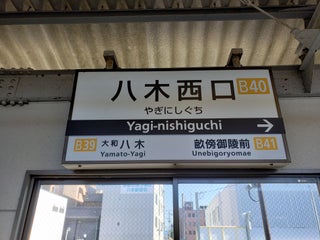 八木西口 B40
やぎにしぐち
Yagi-nishiguchi →
B39 大和八木 畝傍御陵前 B41
Yamato-Yagi Unebigoryomae